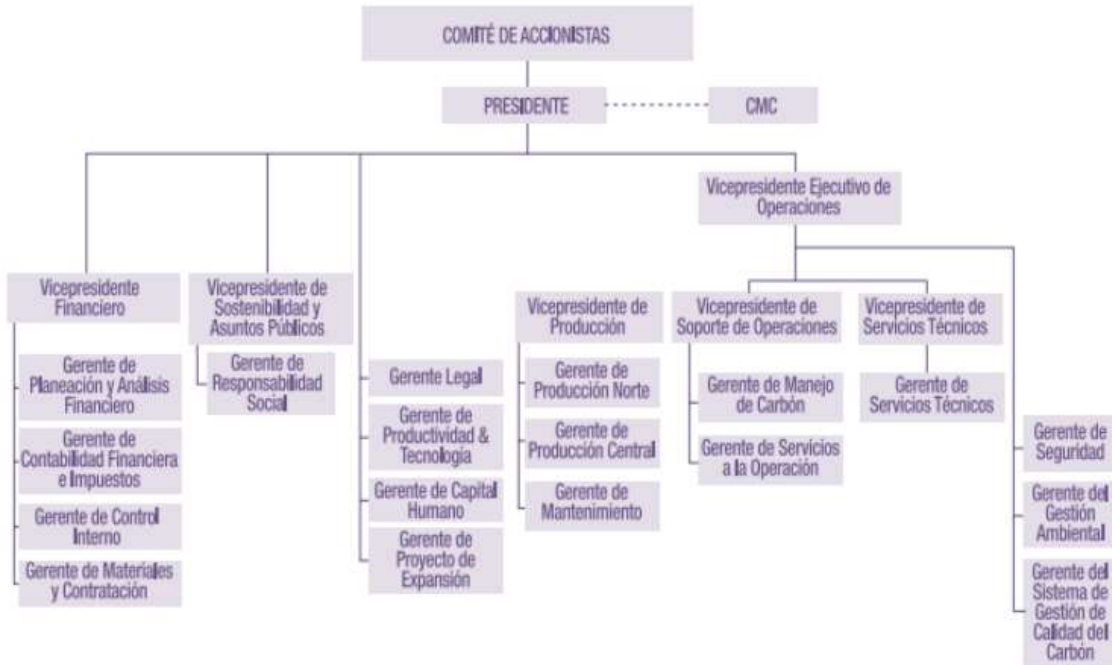 COMITÉ DE ACCIONISTAS
PRESIDENTE
CMC
Vicepresidente Ejecutivo de
Operaciones
Vicepresidente
Financiero
Gerente de
Planeación y Análisis
Financiero
Gerente de
Contabilidad Financiera
e Impuestos
Gerente de Control
Interno
Gerente de Materiales
y Contratación
Vicepresidente de
Sostenibilidad y
Asuntos Públicos
Gerente de
Responsabilidad
Social
Gerente Legal
Gerente de
Productividad &
Tecnología
Gerente de Capital
Humano
Gerente de
Proyecto de
Expansión
Vicepresidente de
Producción
Gerente de
Producción Norte
Gerente de
Producción Central
Gerente de
Mantenimiento
Vicepresidente de
Soporte de Operaciones
Gerente de Manejo
de Carbón
Gerente de Servicios
a la Operación
Vicepresidente de
Servicios Técnicos
Gerente de
Servicios Técnicos
Gerente de
Seguridad
Gerente del
Gestión
Ambiental
Gerente del
Sistema de
Gestión de
Calidad del
Carbón